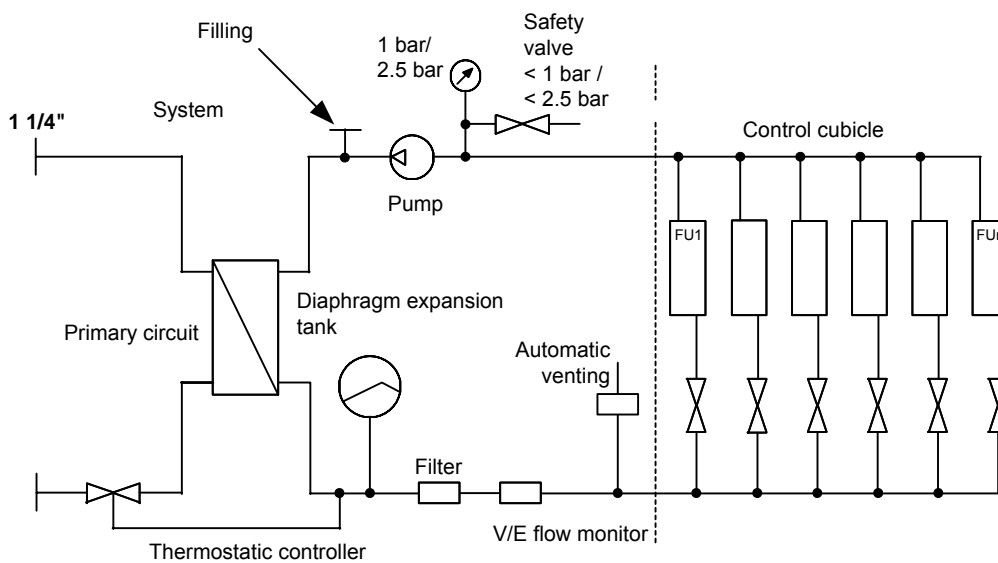 Filling
1 bar/
2.5 bar
Safety
valve
< 1 bar /
< 2.5 bar
System
1 1/4"
Control cubicle
Pump
FU1
FU
Diaphragm expansion
tank
Primary circuit
Automatic
venting
Filter
V/E flow monitor
Thermostatic controller